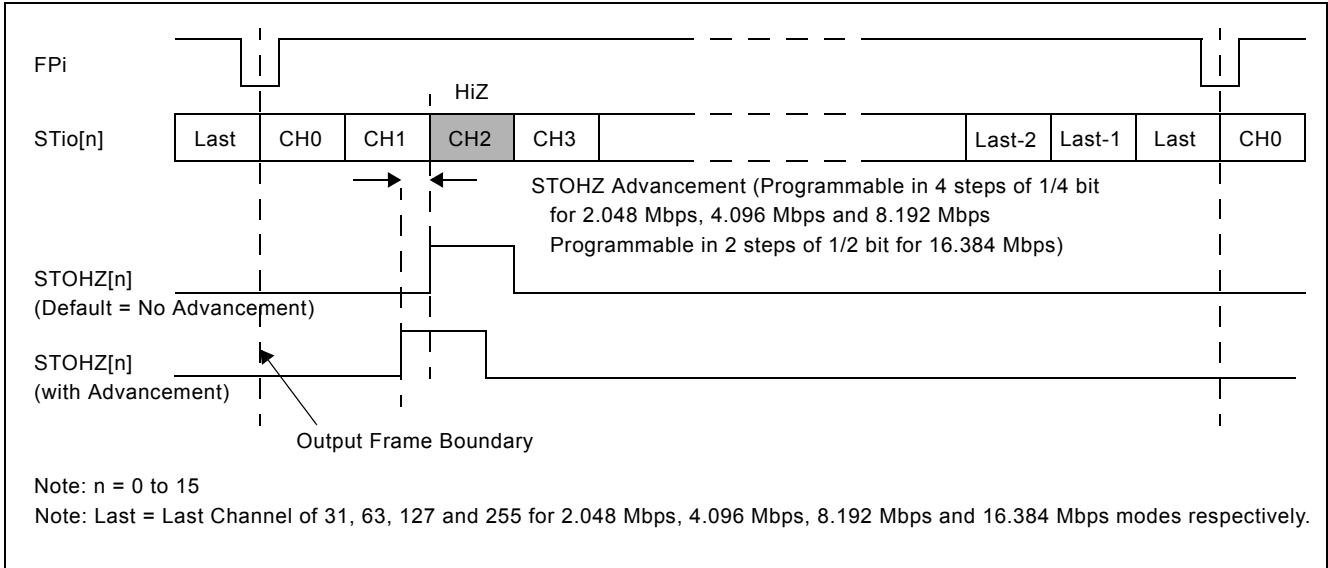 FPi
HiZ
STio[n]
Last CH0 CH1 CH2 CH3 Last-2 Last-1 Last CH0
STOHZ Advancement (Programmable in 4 steps of 1/4 bit
for 2.048 Mbps, 4.096 Mbps and 8.192 Mbps
Programmable in 2 steps of 1/2 bit for 16.384 Mbps)
STOHZ[n]
(Default = No Advancement)
STOHZ[n]
(with Advancement)
Output Frame Boundary
Note: n = 0 to 15
Note: Last = Last Channel of 31, 63, 127 and 255 for 2.048 Mbps, 4.096 Mbps, 8.192 Mbps and 16.384 Mbps modes respectively.